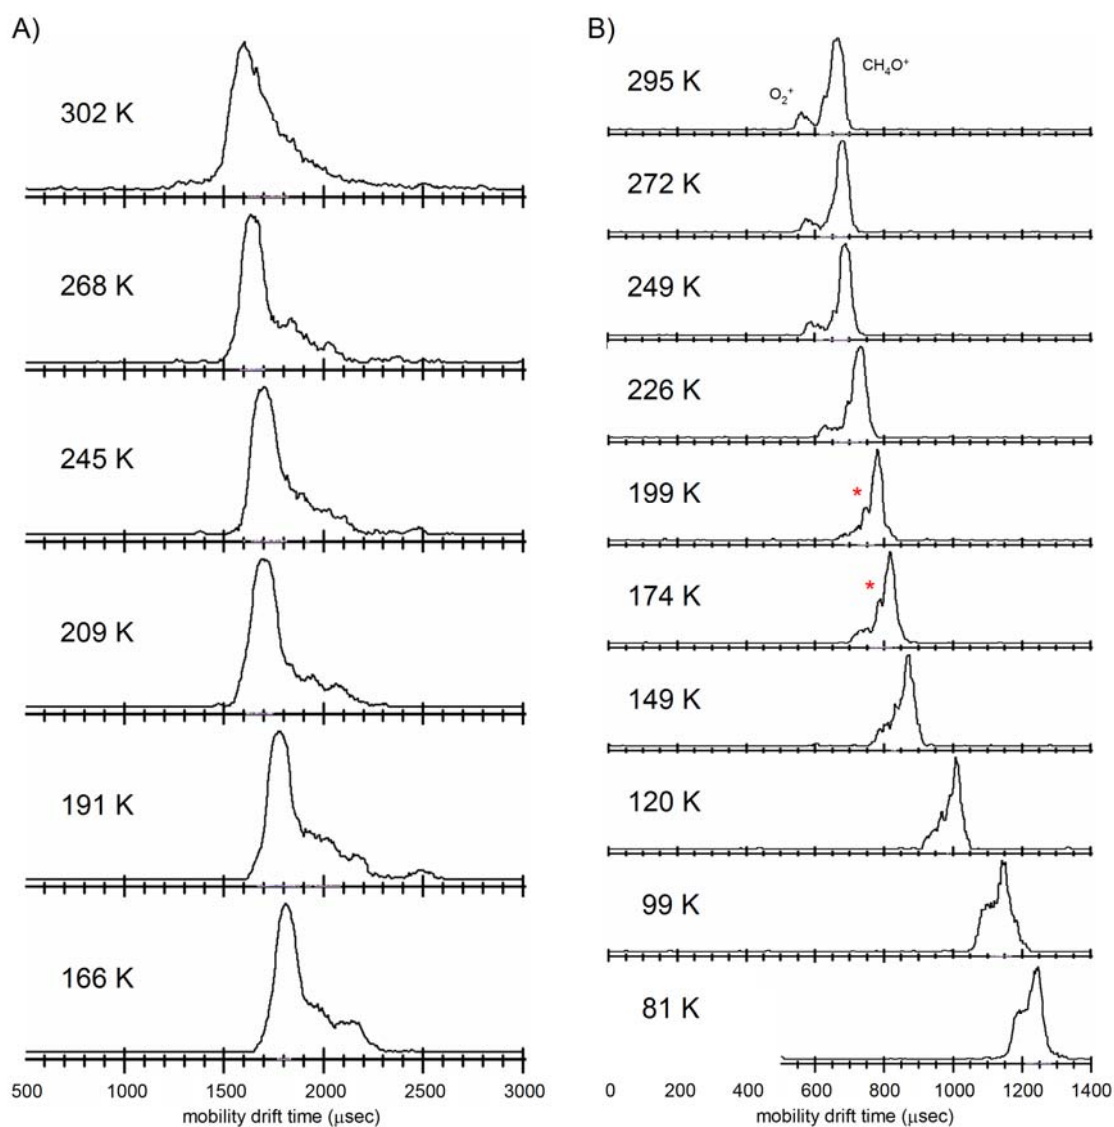 A)
302 K
268 K
245 K
209 K
191 K
166 K
500 1000 1500 2000 2500 3000
mobility drift time (μsec)
B)
295 K
O₂⁺
CH₄O⁺
272 K
249 K
226 K
199 K
*
174 K
*
149 K
120 K
99 K
81 K
0 200 400 600 800 1000 1200 1400
mobility drift time (μsec)